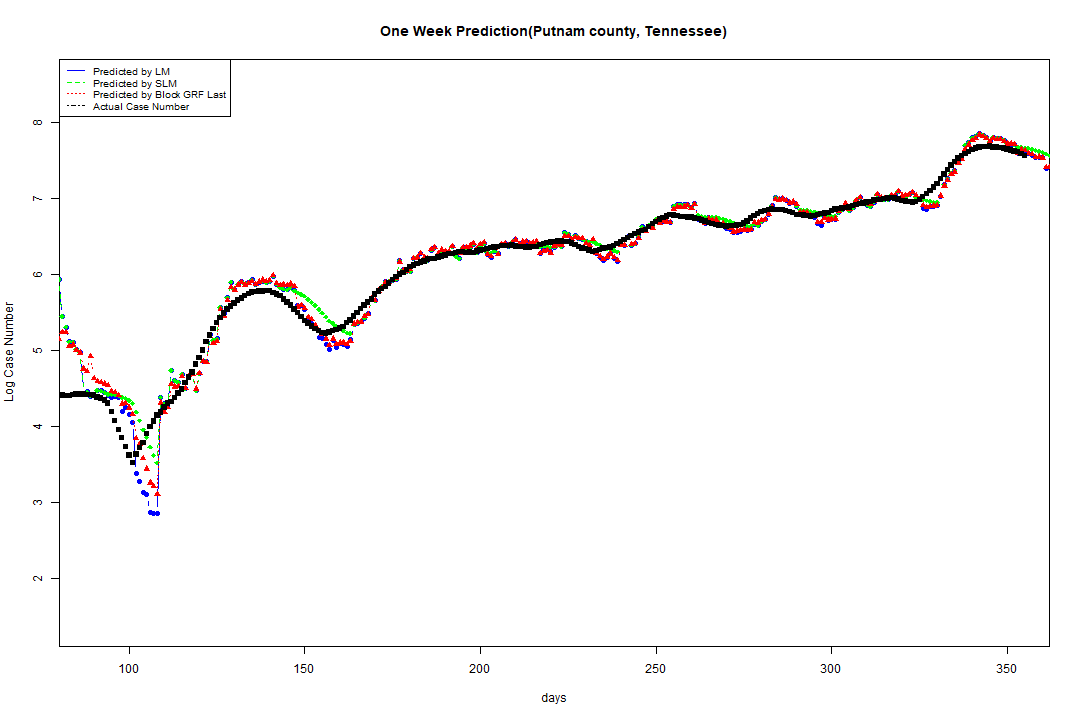 One Week Prediction(Putnam county, Tennessee)
Predicted by LM
Predicted by SLM
Predicted by Block GRF Last
Actual Case Number
Log Case Number
8
7
6
5
4
3
2
100 150 200 250 300 350
days